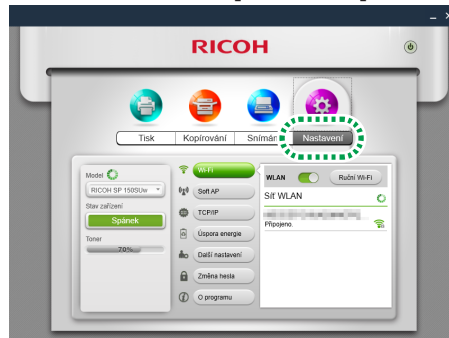 RICOH
Tisk
Kopírování
Snímán
Nastavení
Model
RICOH SP 150SUw
Stav zařízení
Spánek
Toner
70%
Wi-Fi
Soft AP
TCP/IP
Úspora energie
Další nastavení
Změna hesla
O programu
WLAN
Ruční Wi-Fi
Síť WLAN
Připojeno.